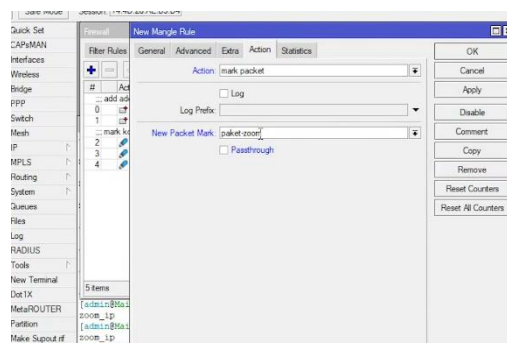 Safe Mode Session:
Quick Set
CAPsMAN
Interfaces
Wireless
Bridge
PPP
Switch
Mesh
IP
MPLS
Routing
System
Queues
Files
Log
RADIUS
Tools
New Terminal
Dot1X
MetaROUTER
Partition
Make Supout.rif
Firewall
Filter Rules
#
::: add add
0
1
::: mark ko
2
3
4
5 items
[admin@Mai
zoom_ip
[admin@Mai
zoom_ip
New Mangle Rule
General Advanced Extra Action Statistics
Action: mark packet
Log
Log Prefix:
New Packet Mark: paket-zoom
Passthrough
OK
Cancel
Apply
Disable
Comment
Copy
Remove
Reset Counters
Reset All Counters